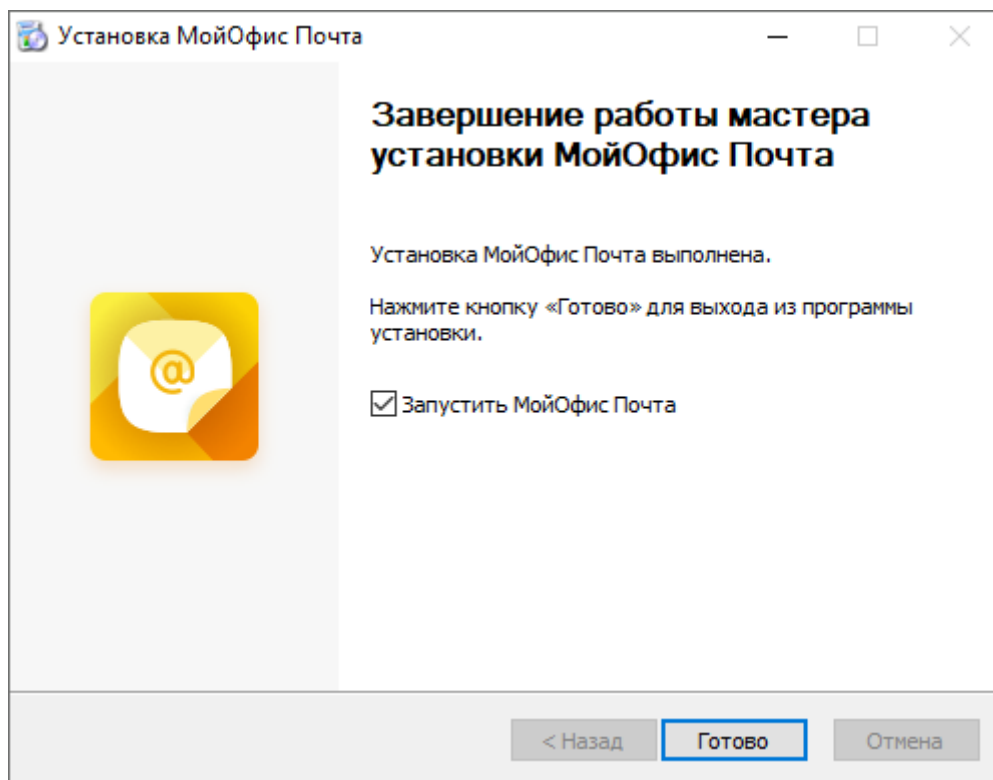 Установка МойОфис Почта
Завершение работы мастера
установки МойОфис Почта
Установка МойОфис Почта выполнена.
Нажмите кнопку «Готово» для выхода из программы
установки.
@
Запустить МойОфис Почта
< Назад
Готово
Отмена